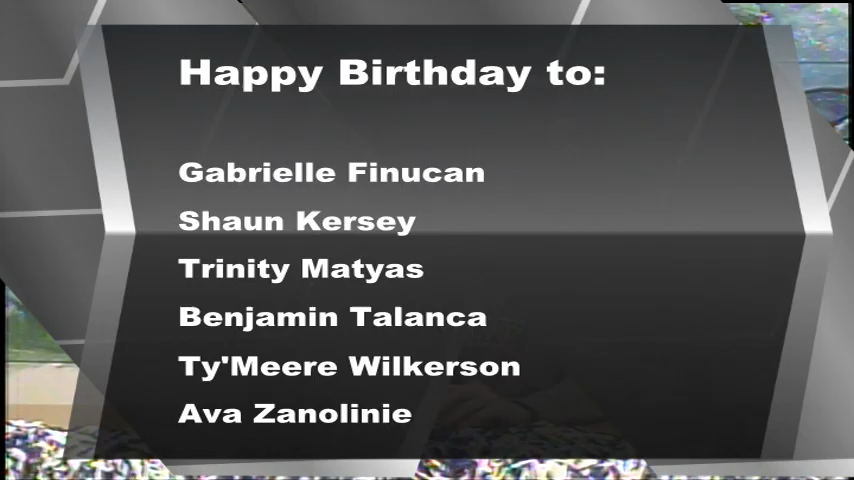 Happy Birthday to:
Gabrielle Finucan
Shaun Kersey
Trinity Matyas
Benjamin Talanca
Ty'Meere Wilkerson
Ava Zanolinie